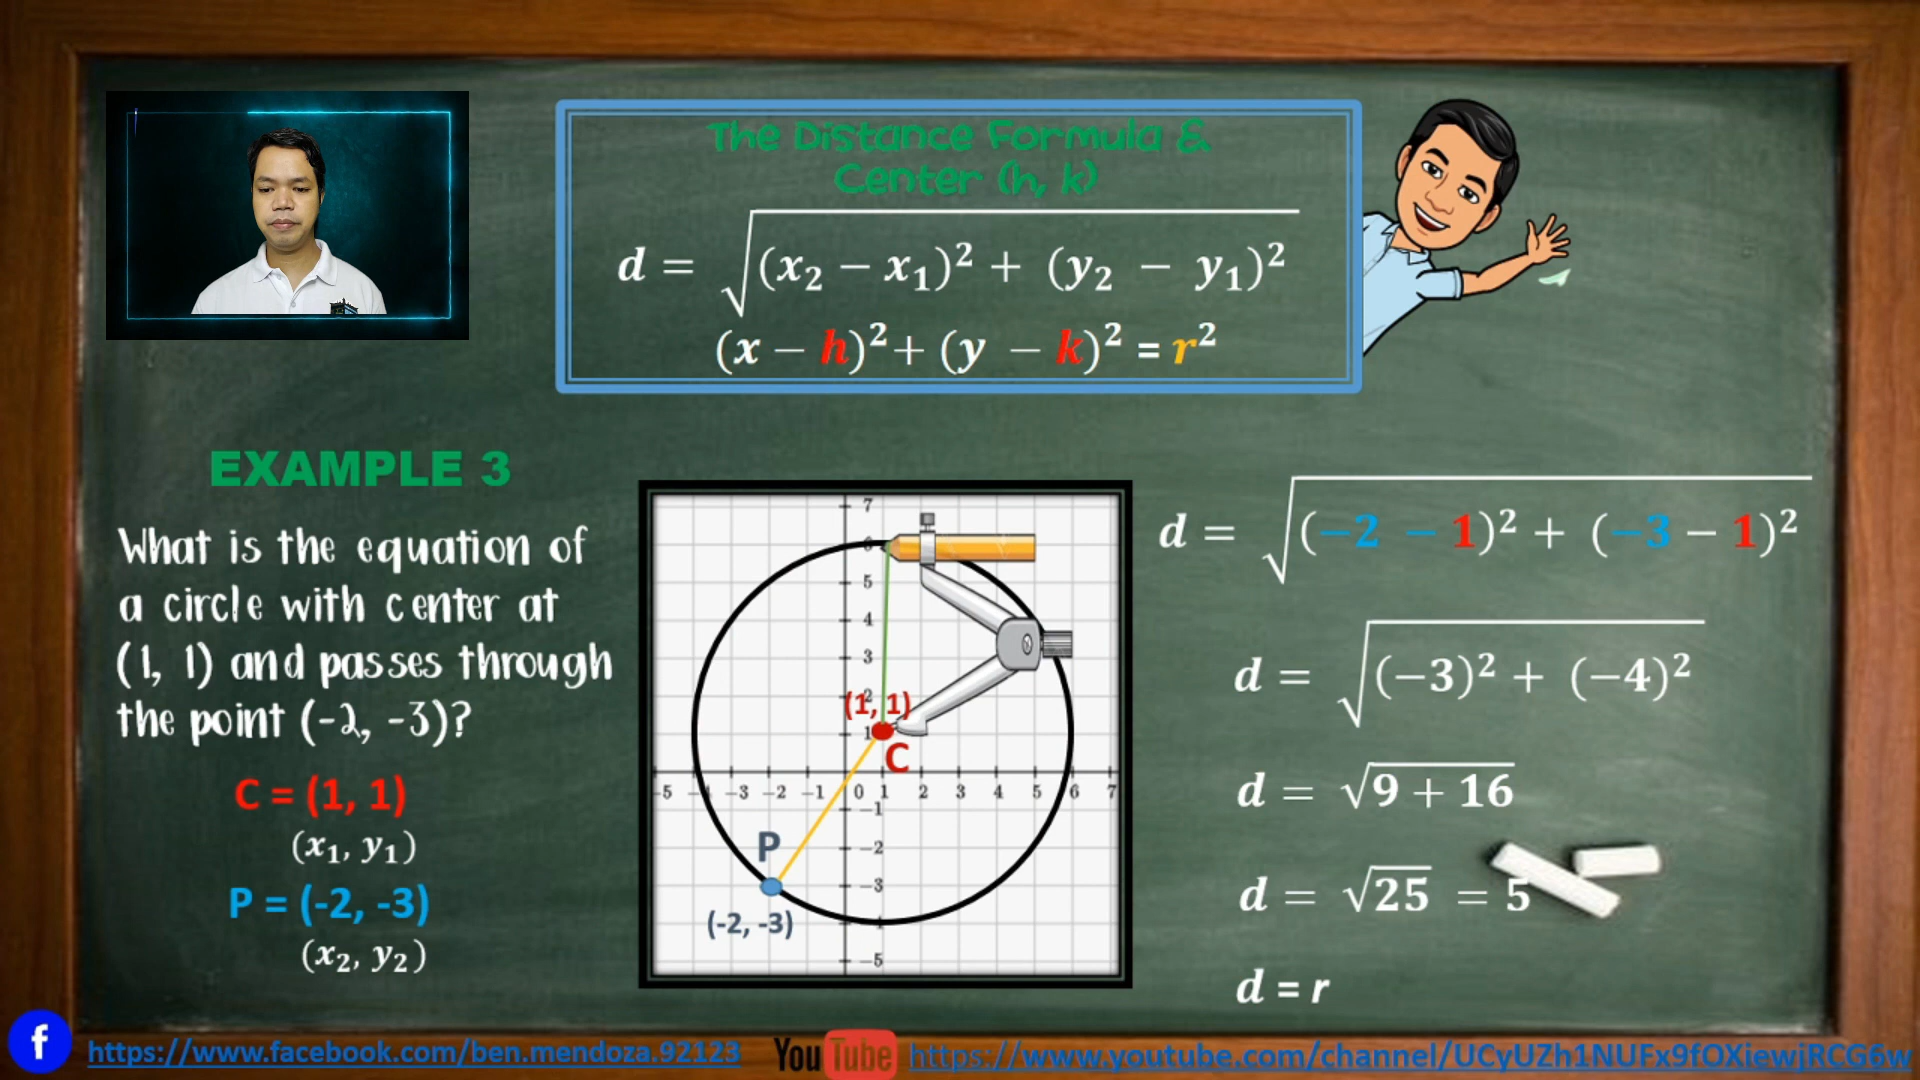 The Distance Formula &
Center (h, k)
d = √(x₂ − x₁)² + (y₂ − y₁)²
(x − h)² + (y − k)² = r²
EXAMPLE 3
What is the equation of
a circle with center at
(1, 1) and passes through
the point (-2, -3)?
C = (1, 1)
(x₁, y₁)
P = (-2, -3)
(x₂, y₂)
7
6
5
4
3
2
(1, 1)
1
C
-5 -4 -3 -2 -1 0 1 2 3 4 5 6 7
-1
P
-2
-3
(-2, -3)
-5
d = √(−2 − 1)² + (−3 − 1)²
d = √(−3)² + (−4)²
d = √9 + 16
d = √25 = 5
d = r
f
https://www.facebook.com/ben.mendoza.92123
YouTube
https://www.youtube.com/channel/UCyUZh1NUFx9fOXiewjRCG6w